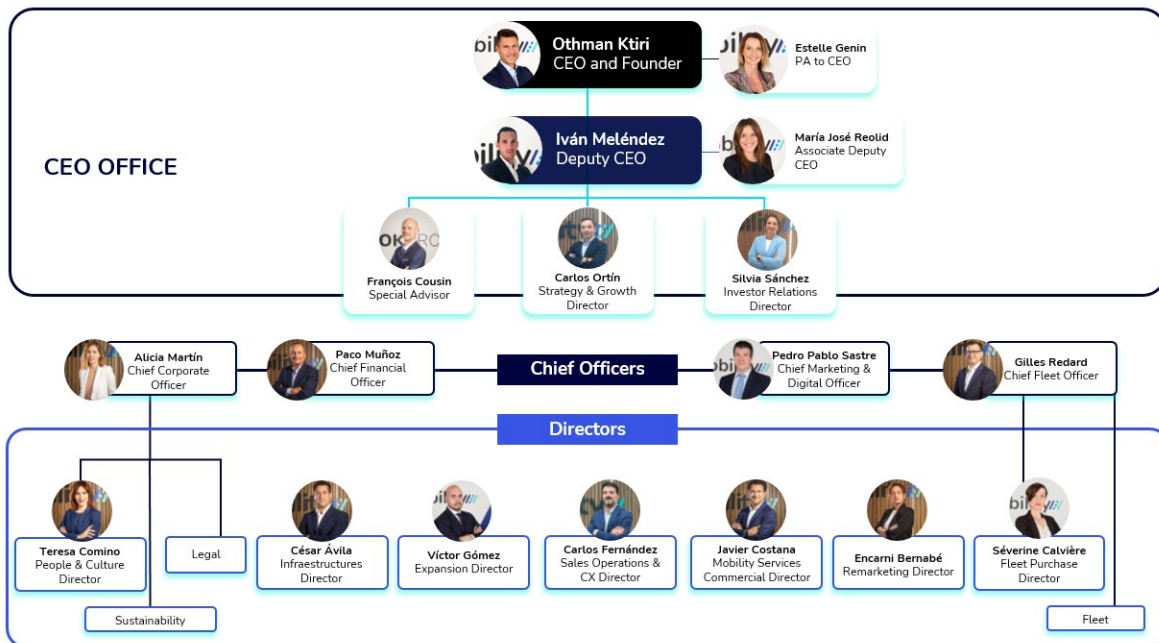 Othman Ktiri
CEO and Founder
Estelle Genin
PA to CEO
CEO OFFICE
Iván Meléndez
Deputy CEO
María José Reolid
Associate Deputy
CEO
François Cousin
Special Advisor
Carlos Ortín
Strategy & Growth
Director
Silvia Sánchez
Investor Relations
Director
Alicia Martín
Chief Corporate
Officer
Paco Muñoz
Chief Financial
Officer
Chief Officers
Pedro Pablo Sastre
Chief Marketing &
Digital Officer
Gilles Redard
Chief Fleet Officer
Directors
Teresa Comino
People & Culture
Director
Legal
César Ávila
Infraestructures
Director
Víctor Gómez
Expansion Director
Carlos Fernández
Sales Operations &
CX Director
Javier Costana
Mobility Services
Commercial Director
Encarni Bernabé
Remarketing Director
Séverine Calvière
Fleet Purchase
Director
Sustainability
Fleet